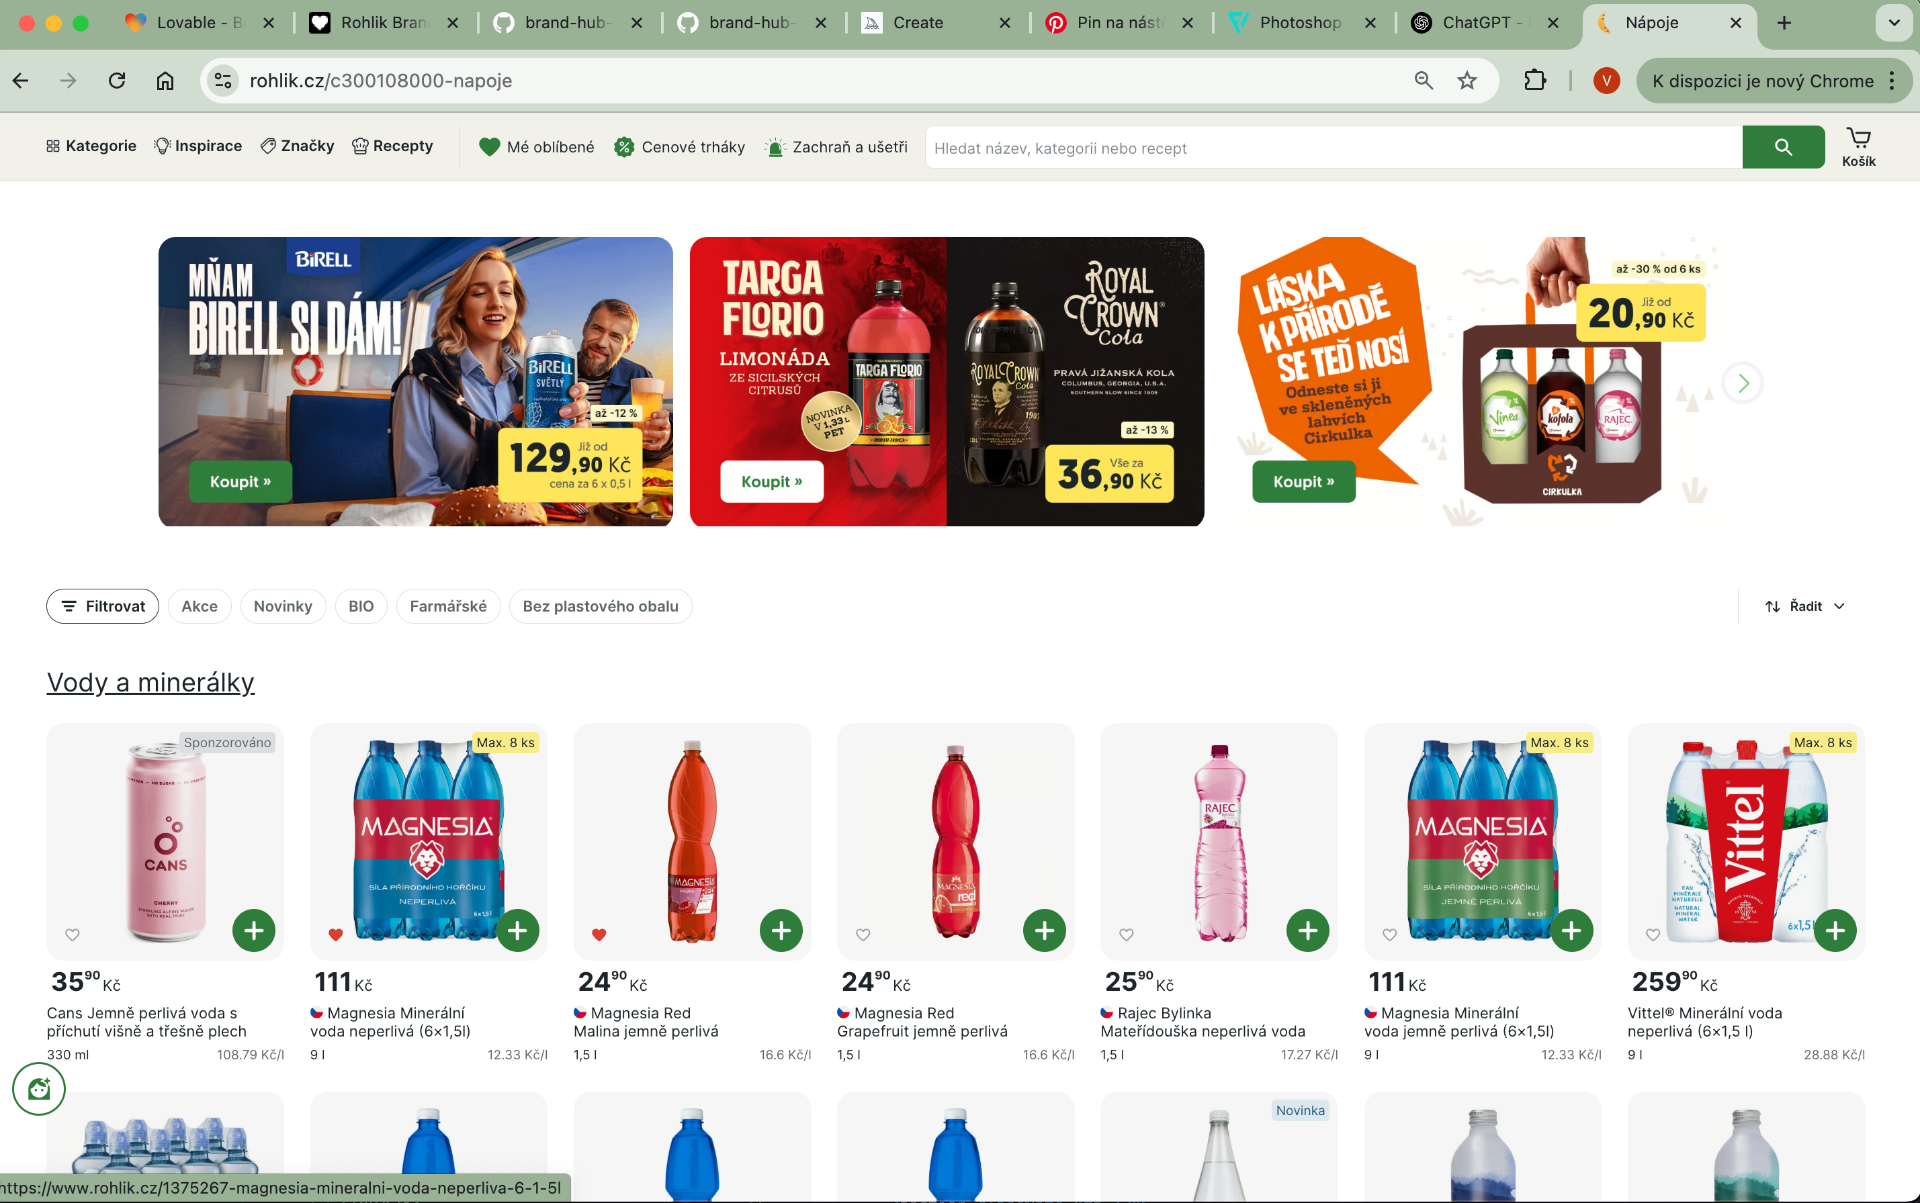 Lovable - B
Rohlik Bran
brand-hub-
brand-hub-
Create
Pin na nást
Photoshop
ChatGPT -
Nápoje
rohlik.cz/c300108000-napoje
V
K dispozici je nový Chrome
Kategorie
Inspirace
Značky
Recepty
Mé oblíbené
Cenové trháky
Zachraň a ušetři
Hledat název, kategorii nebo recept
Košík
BIRELL
MŇAM
BIRELL SI DÁM!
BIRELL
SVĚTLÝ
až -12 %
Již od
129,90 Kč
cena za 6 x 0,5 l
Koupit »
TARGA
FLORIO
LIMONÁDA
ZE SICILSKÝCH
CITRUSŮ
TARGA FLORIO
NOVINKA
V 1,33L
PET
Koupit »
ROYAL
CROWN
Cola
PRAVÁ JIŽANSKÁ KOLA
COLUMBUS, GEORGIA, U.S.A.
SOUTHERN SLOW SINCE 1905
ROYAL CROWN
Cola
až -13 %
Vše za
36,90 Kč
LÁSKA
K PŘÍRODĚ
SE TEĎ NOSÍ
Odneste si ji
ve skleněných
lahvích
Cirkulka
Koupit »
až -30 % od 6 ks
Již od
20,90 Kč
Vinea
kofola
RAJEC
CIRKULKA
Filtrovat
Akce
Novinky
BIO
Farmářské
Bez plastového obalu
Řadit
Vody a minerálky
Sponzorováno
CANS
CHERRY
35⁹⁰ Kč
Cans Jemně perlivá voda s
příchutí višně a třešně plech
330 ml
108.79 Kč/l
Max. 8 ks
MAGNESIA
SÍLA PŘÍRODNÍHO HOŘČÍKU
NEPERLIVÁ
6x1,5l
111 Kč
Magnesia Minerální
voda neperlivá (6×1,5l)
9 l
12.33 Kč/l
MAGNESIA
24⁹⁰ Kč
Magnesia Red
Malina jemně perlivá
1,5 l
16.6 Kč/l
MAGNESIA
red
24⁹⁰ Kč
Magnesia Red
Grapefruit jemně perlivá
1,5 l
16.6 Kč/l
RAJEC
25⁹⁰ Kč
Rajec Bylinka
Mateřídouška neperlivá voda
1,5 l
17.27 Kč/l
Max. 8 ks
MAGNESIA
SÍLA PŘÍRODNÍHO HOŘČÍKU
JEMNĚ PERLIVÁ
6x1,5l
111 Kč
Magnesia Minerální
voda jemně perlivá (6×1,5l)
9 l
12.33 Kč/l
Max. 8 ks
Vittel
EAU
MINÉRALE
NATURELLE
NATURAL
MINERAL
WATER
6x1,5
259⁹⁰ Kč
Vittel® Minerální voda
neperlivá (6×1,5 l)
9 l
28.88 Kč/l
Novinka
https://www.rohlik.cz/1375267-magnesia-mineralni-voda-neperliva-6-1-5l